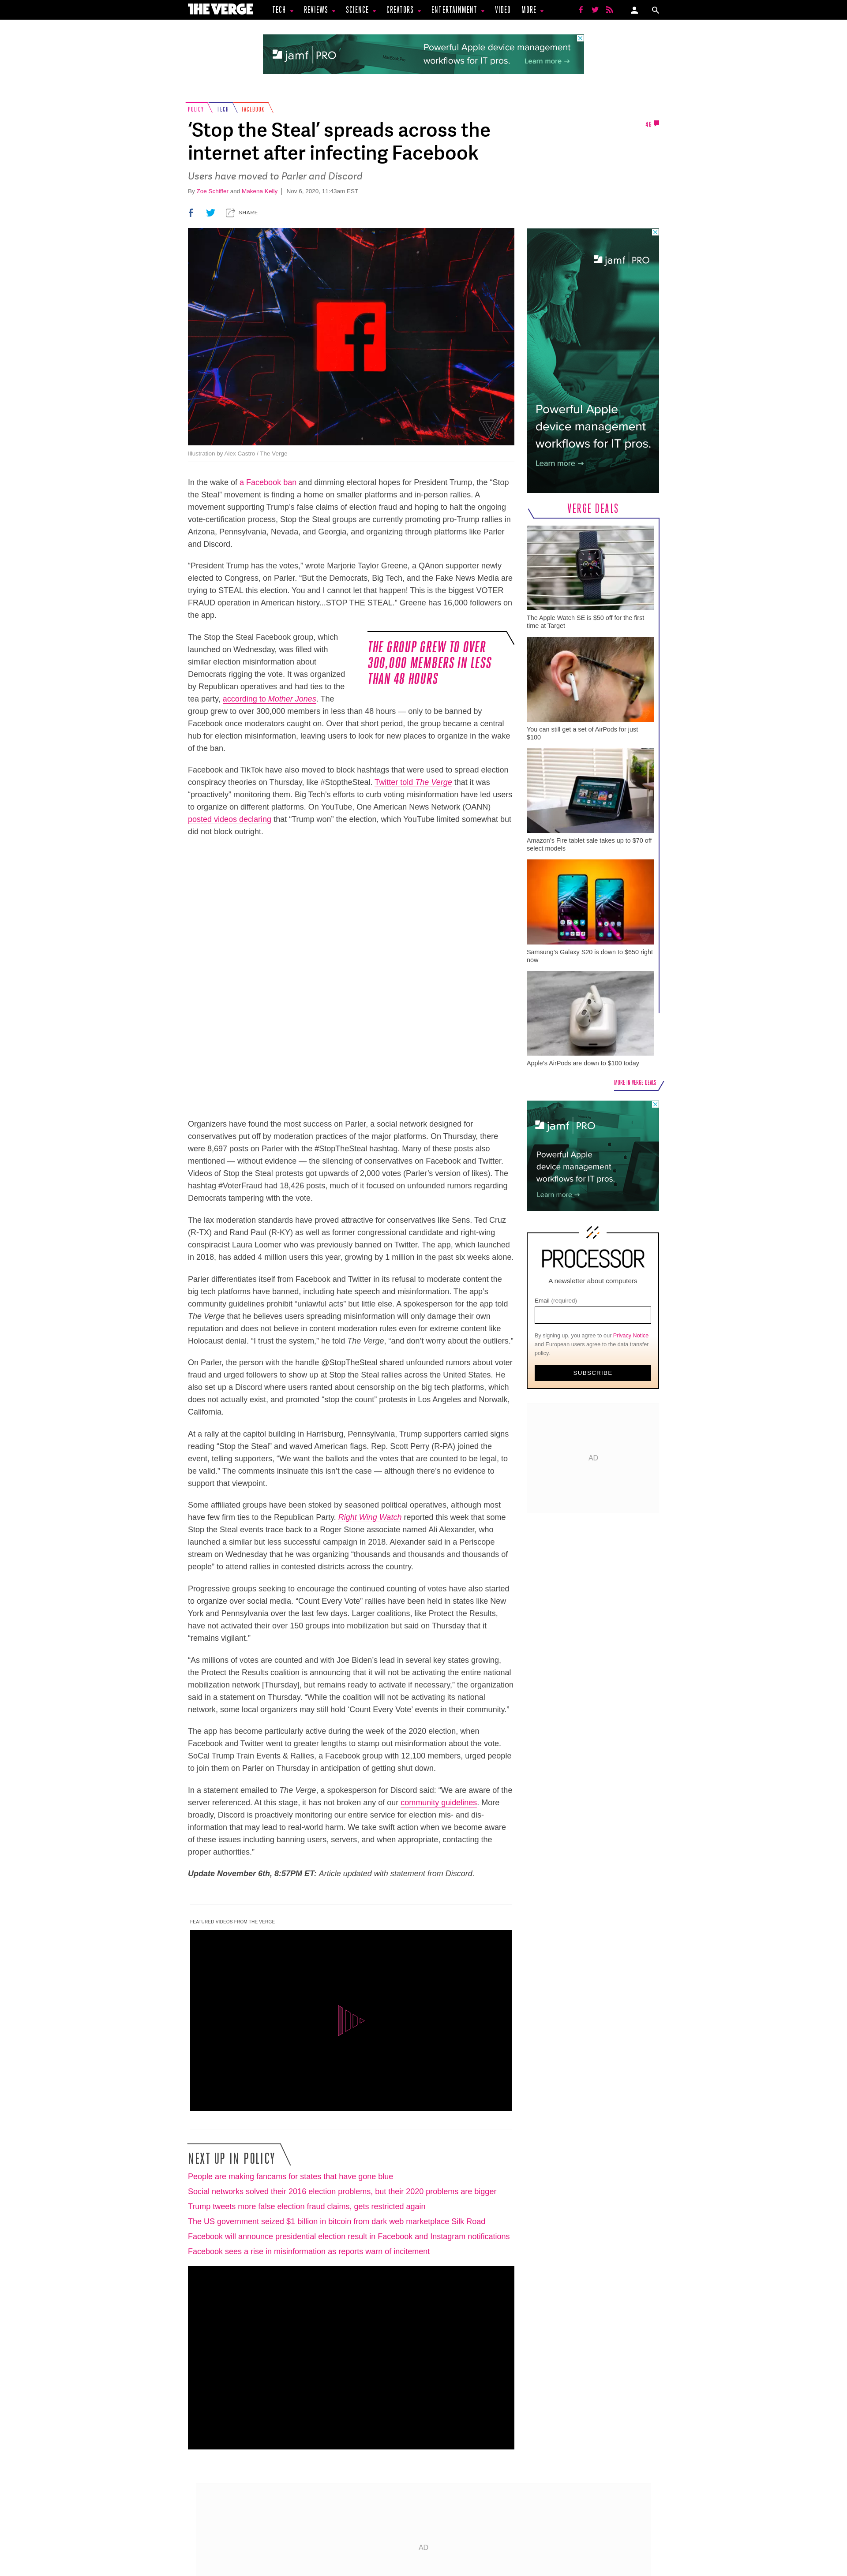 THE VERGE
TECH REVIEWS SCIENCE CREATORS ENTERTAINMENT VIDEO MORE
jamf PRO
Powerful Apple device management
workflows for IT pros. Learn more →
POLICY TECH FACEBOOK
‘Stop the Steal’ spreads across the
internet after infecting Facebook
46
Users have moved to Parler and Discord
By Zoe Schiffer and Makena Kelly | Nov 6, 2020, 11:43am EST
SHARE
Illustration by Alex Castro / The Verge
In the wake of a Facebook ban and dimming electoral hopes for President Trump, the “Stop
the Steal” movement is finding a home on smaller platforms and in-person rallies. A
movement supporting Trump’s false claims of election fraud and hoping to halt the ongoing
vote-certification process, Stop the Steal groups are currently promoting pro-Trump rallies in
Arizona, Pennsylvania, Nevada, and Georgia, and organizing through platforms like Parler
and Discord.
“President Trump has the votes,” wrote Marjorie Taylor Greene, a QAnon supporter newly
elected to Congress, on Parler. “But the Democrats, Big Tech, and the Fake News Media are
trying to STEAL this election. You and I cannot let that happen! This is the biggest VOTER
FRAUD operation in American history...STOP THE STEAL.” Greene has 16,000 followers on
the app.
THE GROUP GREW TO OVER
300,000 MEMBERS IN LESS
THAN 48 HOURS
The Stop the Steal Facebook group, which
launched on Wednesday, was filled with
similar election misinformation about
Democrats rigging the vote. It was organized
by Republican operatives and had ties to the
tea party, according to Mother Jones. The
group grew to over 300,000 members in less than 48 hours — only to be banned by
Facebook once moderators caught on. Over that short period, the group became a central
hub for election misinformation, leaving users to look for new places to organize in the wake
of the ban.
Facebook and TikTok have also moved to block hashtags that were used to spread election
conspiracy theories on Thursday, like #StoptheSteal. Twitter told The Verge that it was
“proactively” monitoring them. Big Tech’s efforts to curb voting misinformation have led users
to organize on different platforms. On YouTube, One American News Network (OANN)
posted videos declaring that “Trump won” the election, which YouTube limited somewhat but
did not block outright.
Organizers have found the most success on Parler, a social network designed for
conservatives put off by moderation practices of the major platforms. On Thursday, there
were 8,697 posts on Parler with the #StopTheSteal hashtag. Many of these posts also
mentioned — without evidence — the silencing of conservatives on Facebook and Twitter.
Videos of Stop the Steal protests got upwards of 2,000 votes (Parler’s version of likes). The
hashtag #VoterFraud had 18,426 posts, much of it focused on unfounded rumors regarding
Democrats tampering with the vote.
The lax moderation standards have proved attractive for conservatives like Sens. Ted Cruz
(R-TX) and Rand Paul (R-KY) as well as former congressional candidate and right-wing
conspiracist Laura Loomer who was previously banned on Twitter. The app, which launched
in 2018, has added 4 million users this year, growing by 1 million in the past six weeks alone.
Parler differentiates itself from Facebook and Twitter in its refusal to moderate content the
big tech platforms have banned, including hate speech and misinformation. The app’s
community guidelines prohibit “unlawful acts” but little else. A spokesperson for the app told
The Verge that he believes users spreading misinformation will only damage their own
reputation and does not believe in content moderation rules even for extreme content like
Holocaust denial. “I trust the system,” he told The Verge, “and don’t worry about the outliers.”
On Parler, the person with the handle @StopTheSteal shared unfounded rumors about voter
fraud and urged followers to show up at Stop the Steal rallies across the United States. He
also set up a Discord where users ranted about censorship on the big tech platforms, which
does not actually exist, and promoted “stop the count” protests in Los Angeles and Norwalk,
California.
At a rally at the capitol building in Harrisburg, Pennsylvania, Trump supporters carried signs
reading “Stop the Steal” and waved American flags. Rep. Scott Perry (R-PA) joined the
event, telling supporters, “We want the ballots and the votes that are counted to be legal, to
be valid.” The comments insinuate this isn’t the case — although there’s no evidence to
support that viewpoint.
Some affiliated groups have been stoked by seasoned political operatives, although most
have few firm ties to the Republican Party. Right Wing Watch reported this week that some
Stop the Steal events trace back to a Roger Stone associate named Ali Alexander, who
launched a similar but less successful campaign in 2018. Alexander said in a Periscope
stream on Wednesday that he was organizing “thousands and thousands and thousands of
people” to attend rallies in contested districts across the country.
Progressive groups seeking to encourage the continued counting of votes have also started
to organize over social media. “Count Every Vote” rallies have been held in states like New
York and Pennsylvania over the last few days. Larger coalitions, like Protect the Results,
have not activated their over 150 groups into mobilization but said on Thursday that it
“remains vigilant.”
“As millions of votes are counted and with Joe Biden’s lead in several key states growing,
the Protect the Results coalition is announcing that it will not be activating the entire national
mobilization network [Thursday], but remains ready to activate if necessary,” the organization
said in a statement on Thursday. “While the coalition will not be activating its national
network, some local organizers may still hold ‘Count Every Vote’ events in their community.”
The app has become particularly active during the week of the 2020 election, when
Facebook and Twitter went to greater lengths to stamp out misinformation about the vote.
SoCal Trump Train Events & Rallies, a Facebook group with 12,100 members, urged people
to join them on Parler on Thursday in anticipation of getting shut down.
In a statement emailed to The Verge, a spokesperson for Discord said: “We are aware of the
server referenced. At this stage, it has not broken any of our community guidelines. More
broadly, Discord is proactively monitoring our entire service for election mis- and dis-
information that may lead to real-world harm. We take swift action when we become aware
of these issues including banning users, servers, and when appropriate, contacting the
proper authorities.”
Update November 6th, 8:57PM ET: Article updated with statement from Discord.
FEATURED VIDEOS FROM THE VERGE
NEXT UP IN POLICY
People are making fancams for states that have gone blue
Social networks solved their 2016 election problems, but their 2020 problems are bigger
Trump tweets more false election fraud claims, gets restricted again
The US government seized $1 billion in bitcoin from dark web marketplace Silk Road
Facebook will announce presidential election result in Facebook and Instagram notifications
Facebook sees a rise in misinformation as reports warn of incitement
jamf PRO
Powerful Apple
device management
workflows for IT pros.
Learn more →
VERGE DEALS
The Apple Watch SE is $50 off for the first
time at Target
You can still get a set of AirPods for just
$100
Amazon’s Fire tablet sale takes up to $70 off
select models
Samsung’s Galaxy S20 is down to $650 right
now
Apple’s AirPods are down to $100 today
MORE IN VERGE DEALS
jamf PRO
Powerful Apple
device management
workflows for IT pros.
Learn more →
PROCESSOR
A newsletter about computers
Email (required)
By signing up, you agree to our Privacy Notice
and European users agree to the data transfer
policy.
SUBSCRIBE
AD
AD